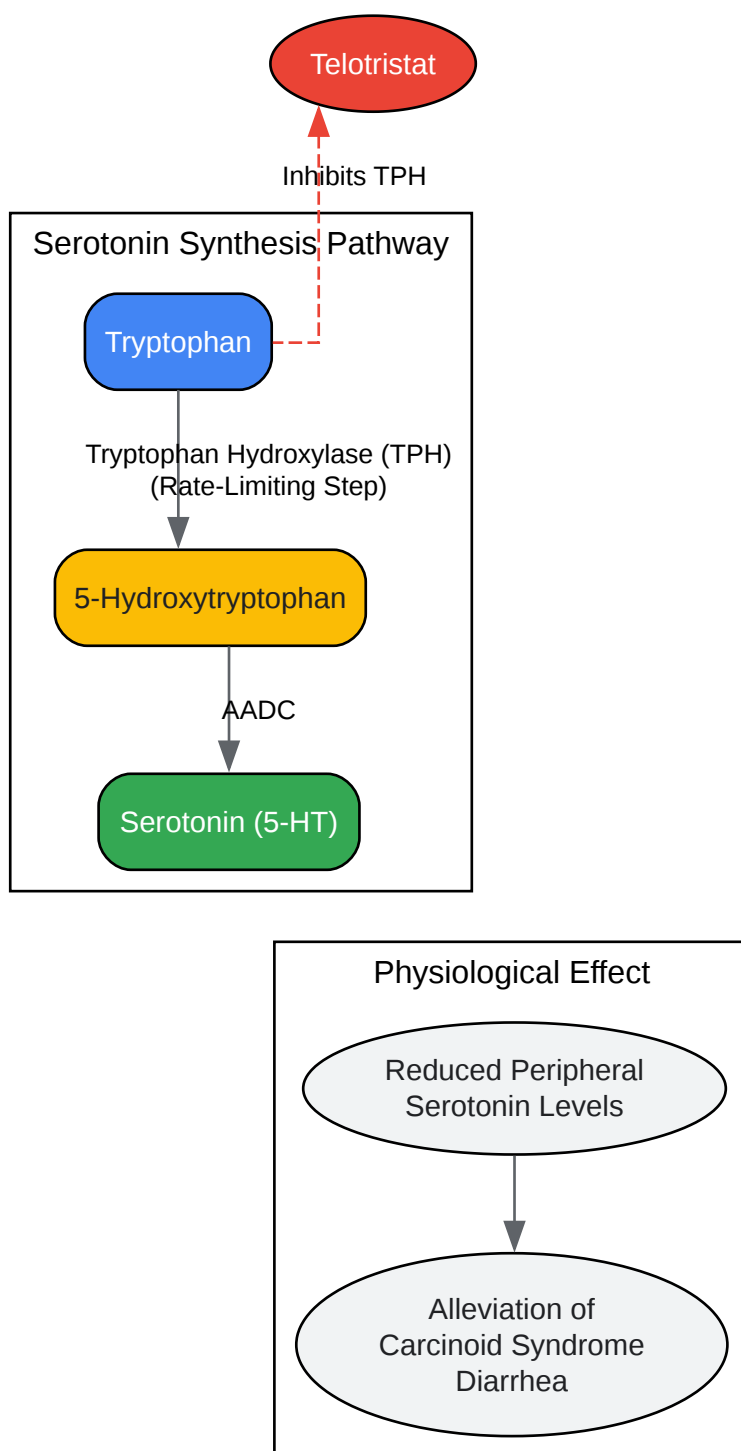 Telotristat
Inhibits TPH
Serotonin Synthesis Pathway
Tryptophan
Tryptophan Hydroxylase (TPH)
(Rate-Limiting Step)
5-Hydroxytryptophan
AADC
Serotonin (5-HT)
Physiological Effect
Reduced Peripheral
Serotonin Levels
Alleviation of
Carcinoid Syndrome
Diarrhea